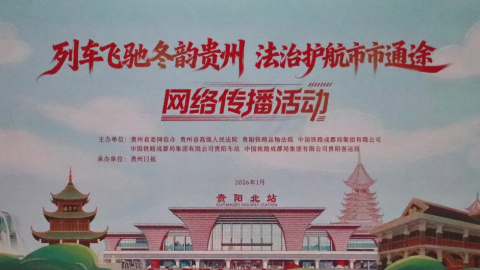 列车飞驰冬韵贵州 法治护航市市通途
网络传播活动
主办单位：贵州省委网信办 贵州省高级人民法院 贵阳铁路运输法院 中国铁路成都局集团有限公司
中国铁路成都局集团有限公司贵阳车站 中国铁路成都局集团有限公司贵阳客运段
承办单位：贵州日报
2026年1月
贵阳北站
GUIYANGBEI RAILWAY STATION